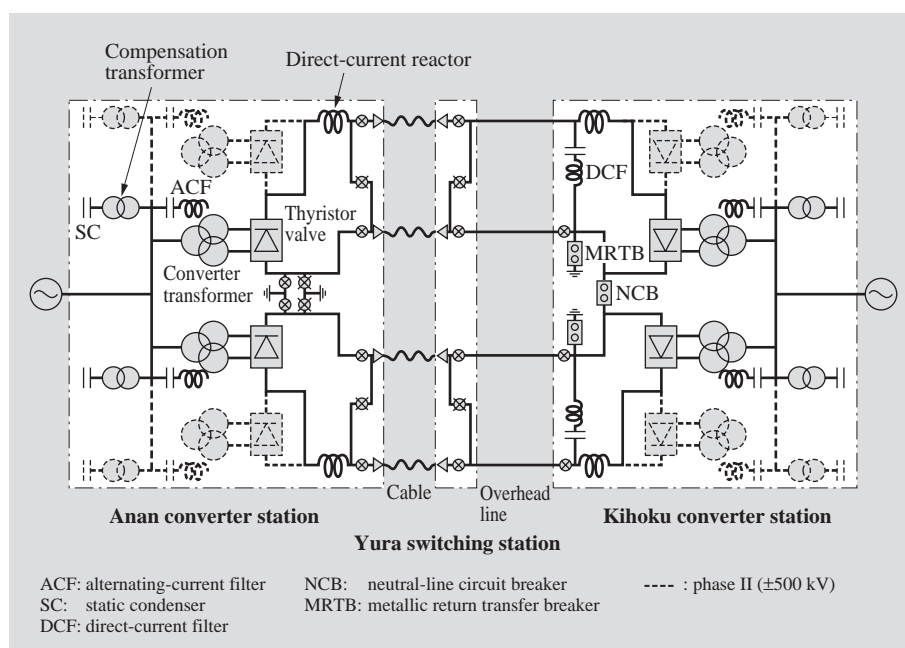 Compensation
transformer
Direct-current reactor
ACF
DCF
SC
Thyristor
valve
MRTB
Converter
transformer
NCB
Cable
Overhead
line
Anan converter station
Kihoku converter station
Yura switching station
ACF: alternating-current filter
SC: static condenser
DCF: direct-current filter
NCB: neutral-line circuit breaker
MRTB: metallic return transfer breaker
---- : phase II (±500 kV)